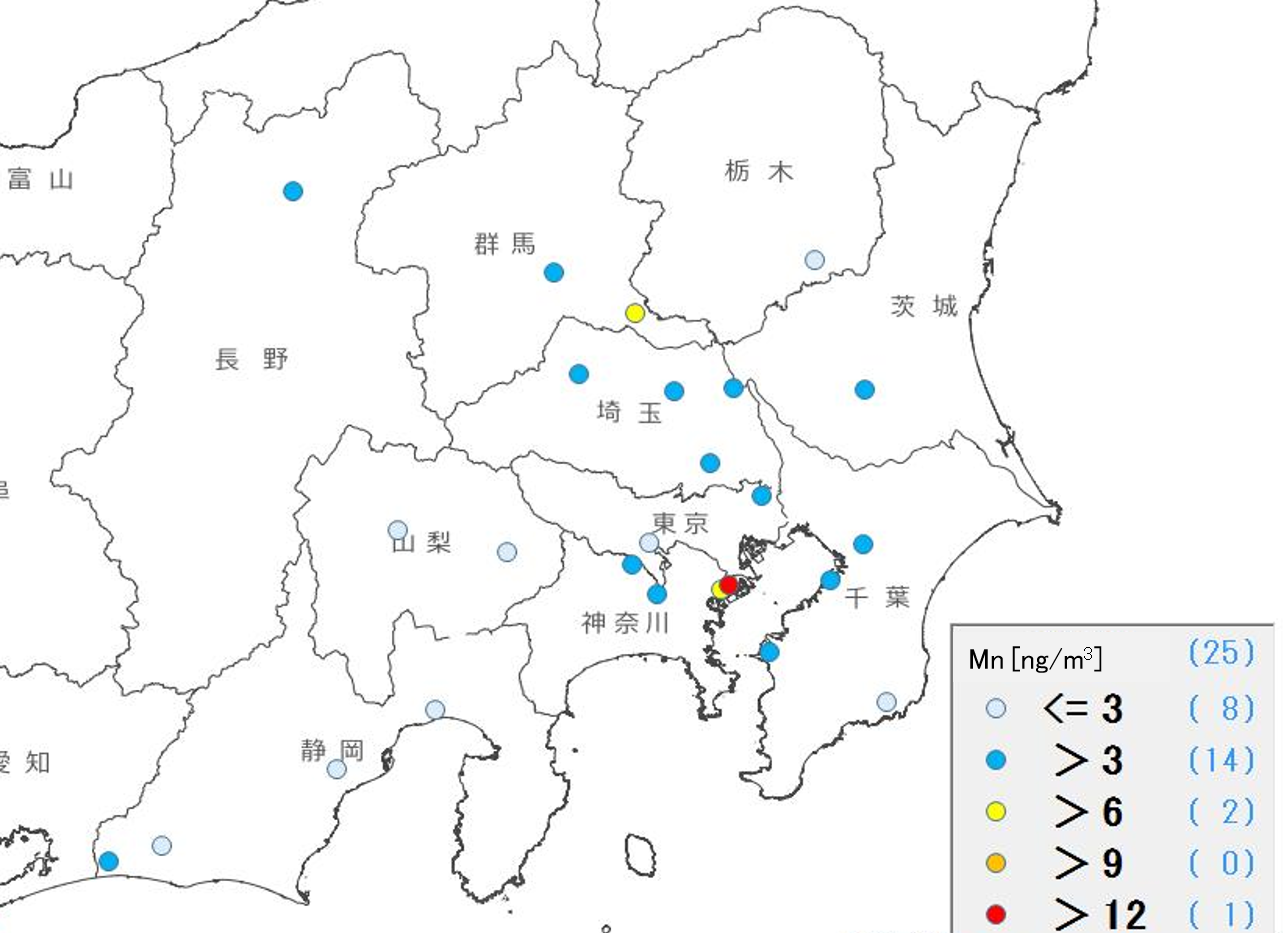 富山
栃木
群馬
茨城
長野
埼玉
東京
山梨
千葉
神奈川
静岡
愛知
Mn [ng/m³] (25)
<= 3 ( 8)
> 3 (14)
> 6 ( 2)
> 9 ( 0)
> 12 ( 1)